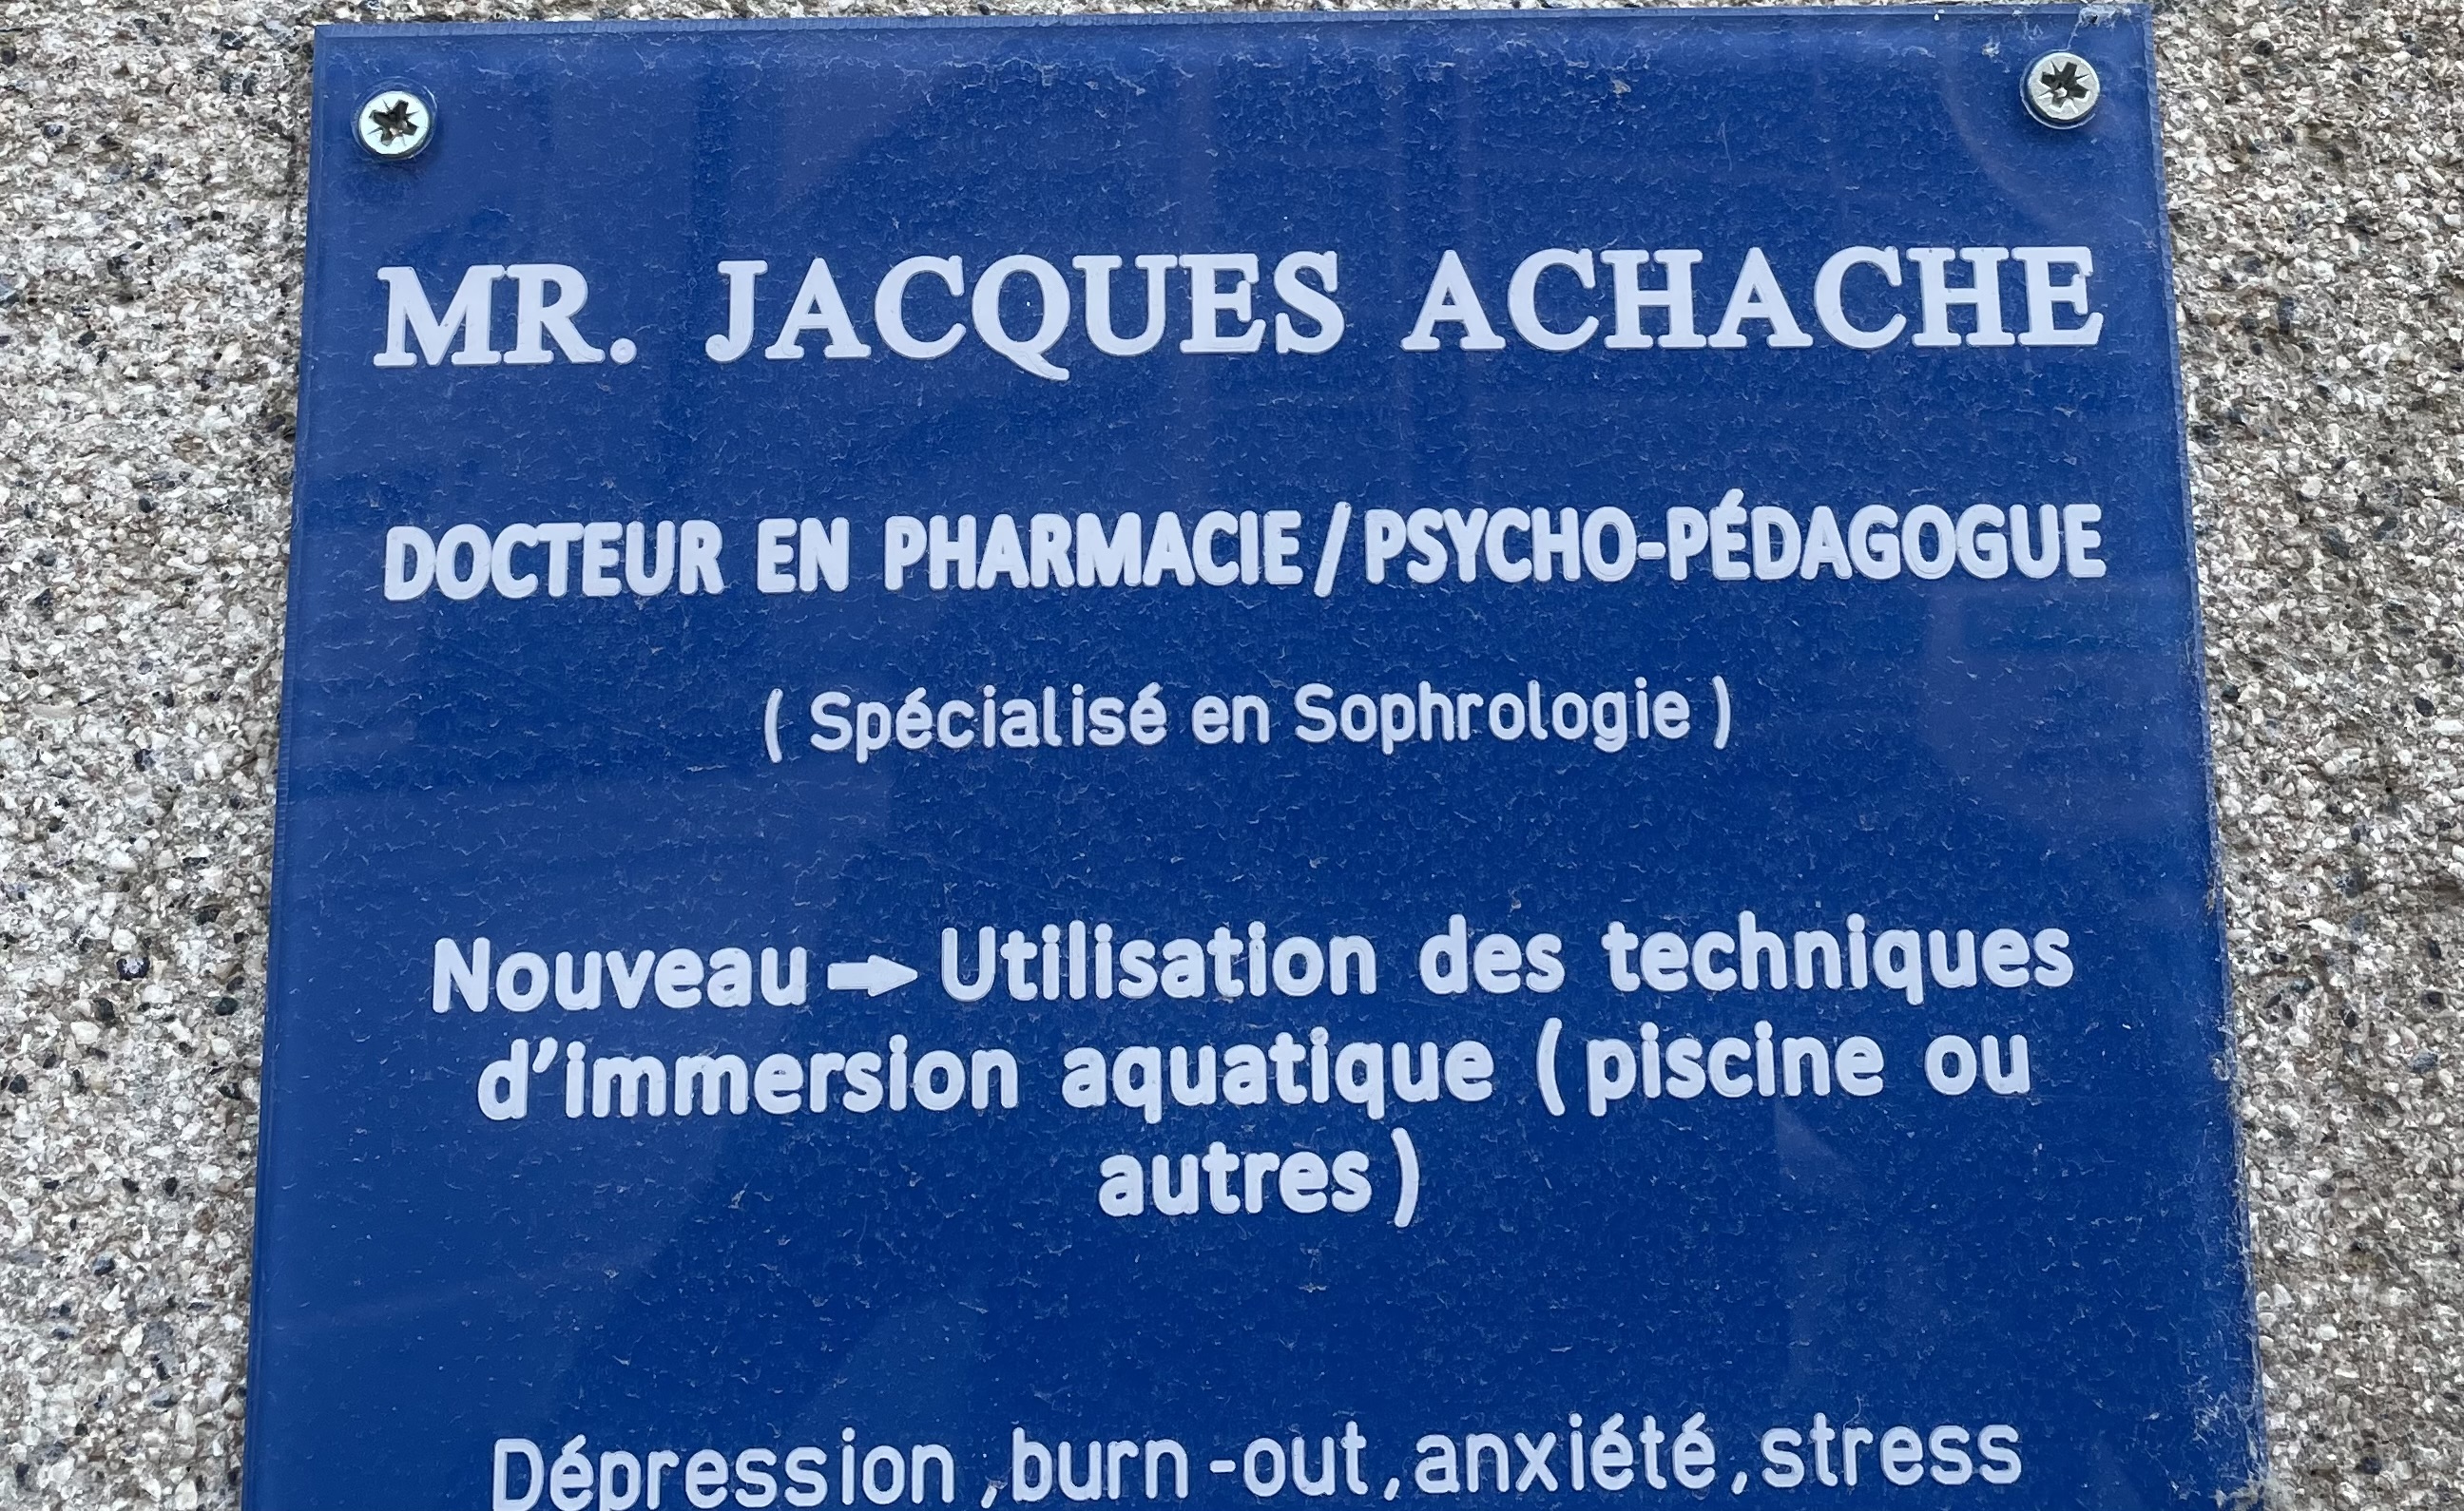 MR. JACQUES ACHACHE
DOCTEUR EN PHARMACIE/PSYCHO-PÉDAGOGUE
( Spécialisé en Sophrologie )
Nouveau ➡ Utilisation des techniques
d'immersion aquatique ( piscine ou
autres )
Dépression ,burn -out,anxiété,stress